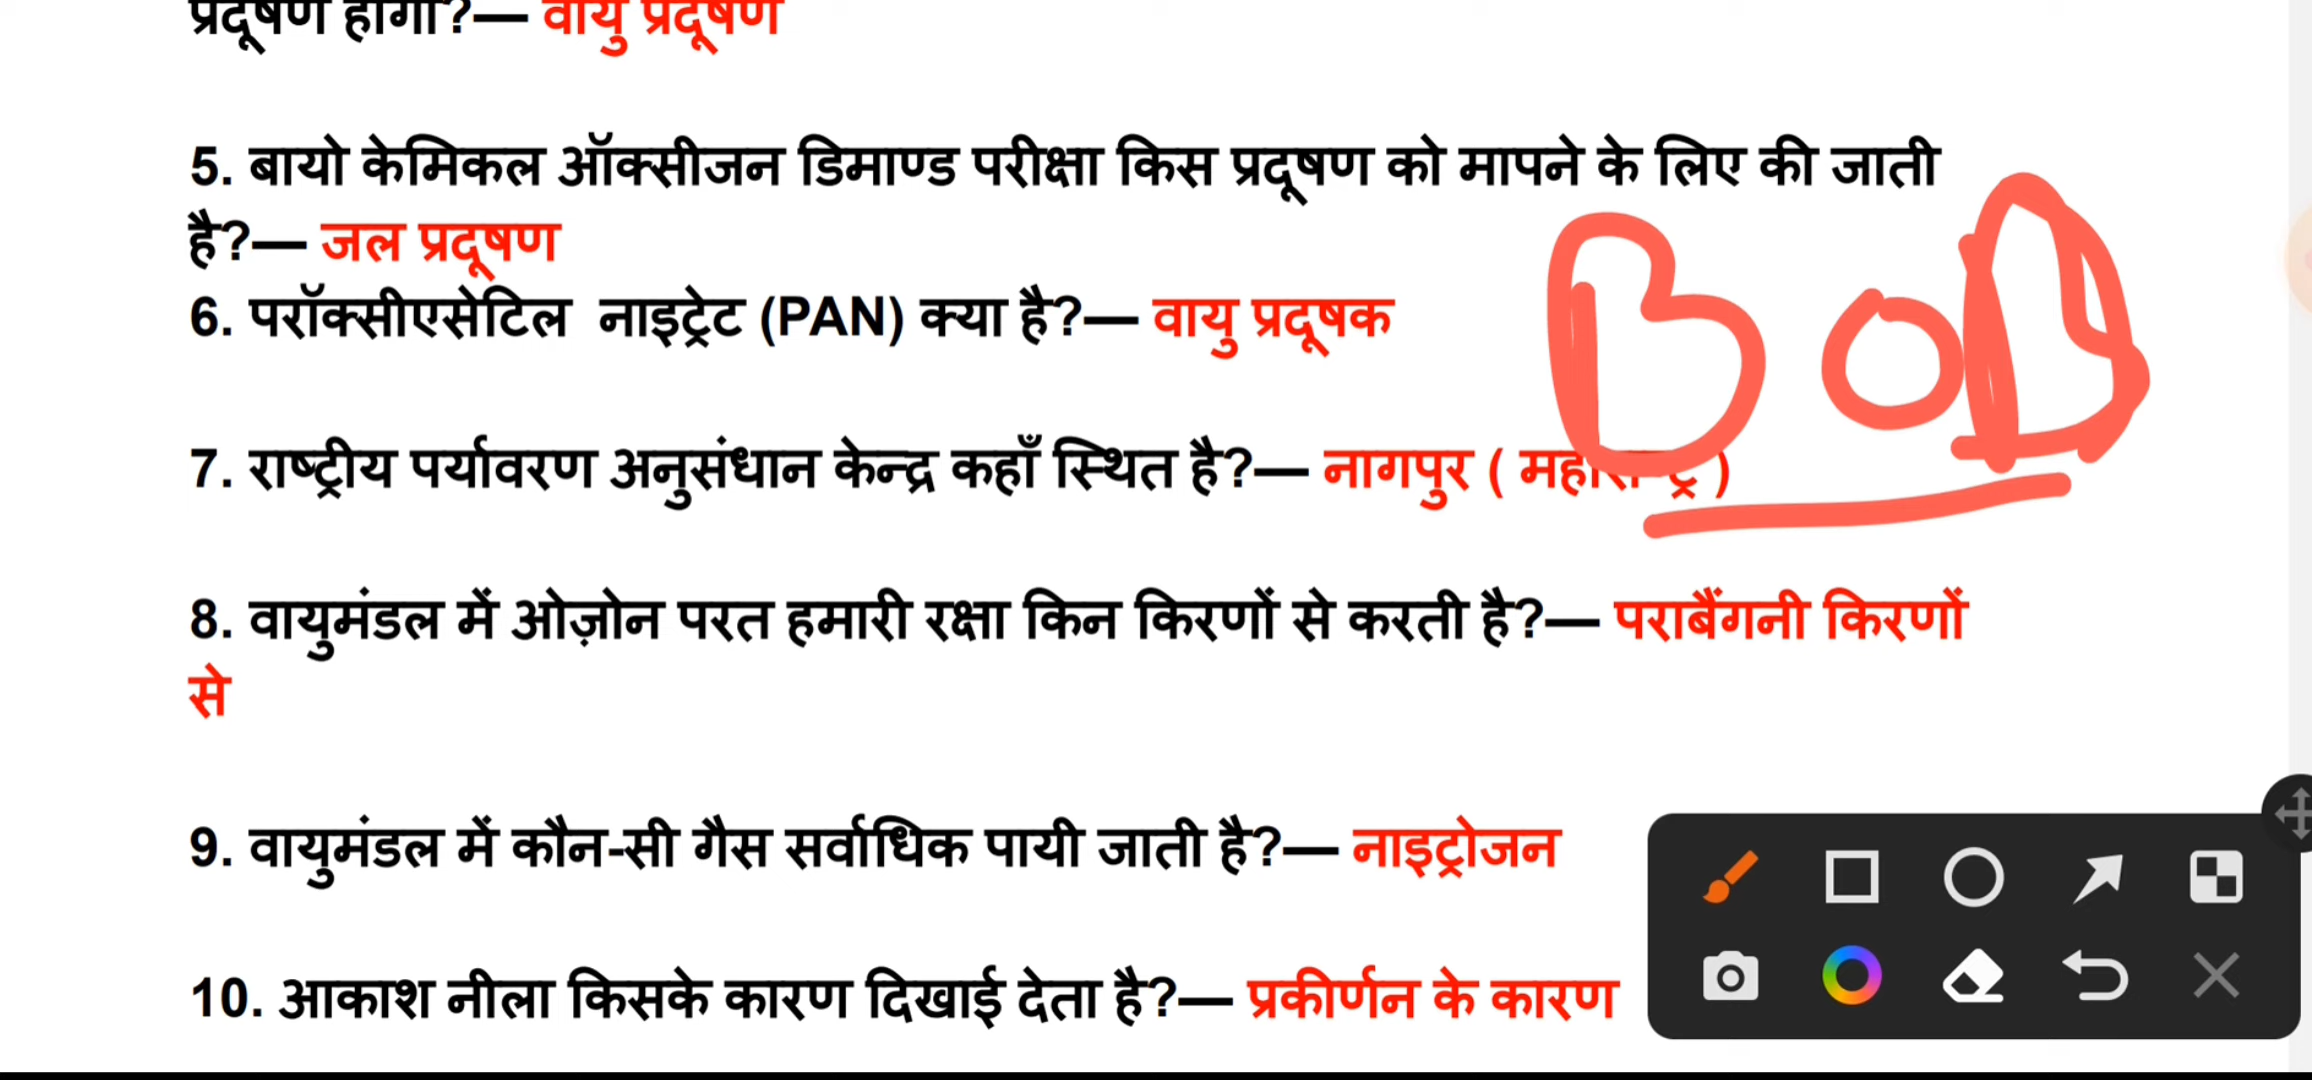 प्रदूषण होगा?— वायु प्रदूषण
5. बायो केमिकल ऑक्सीजन डिमाण्ड परीक्षा किस प्रदूषण को मापने के लिए की जाती
है?— जल प्रदूषण
6. परॉक्सीएसेटिल नाइट्रेट (PAN) क्या है?— वायु प्रदूषक
BOD
7. राष्ट्रीय पर्यावरण अनुसंधान केन्द्र कहाँ स्थित है?— नागपुर ( महाराष्ट्र )
8. वायुमंडल में ओज़ोन परत हमारी रक्षा किन किरणों से करती है?— पराबैंगनी किरणों
से
9. वायुमंडल में कौन-सी गैस सर्वाधिक पायी जाती है?— नाइट्रोजन
10. आकाश नीला किसके कारण दिखाई देता है?— प्रकीर्णन के कारण